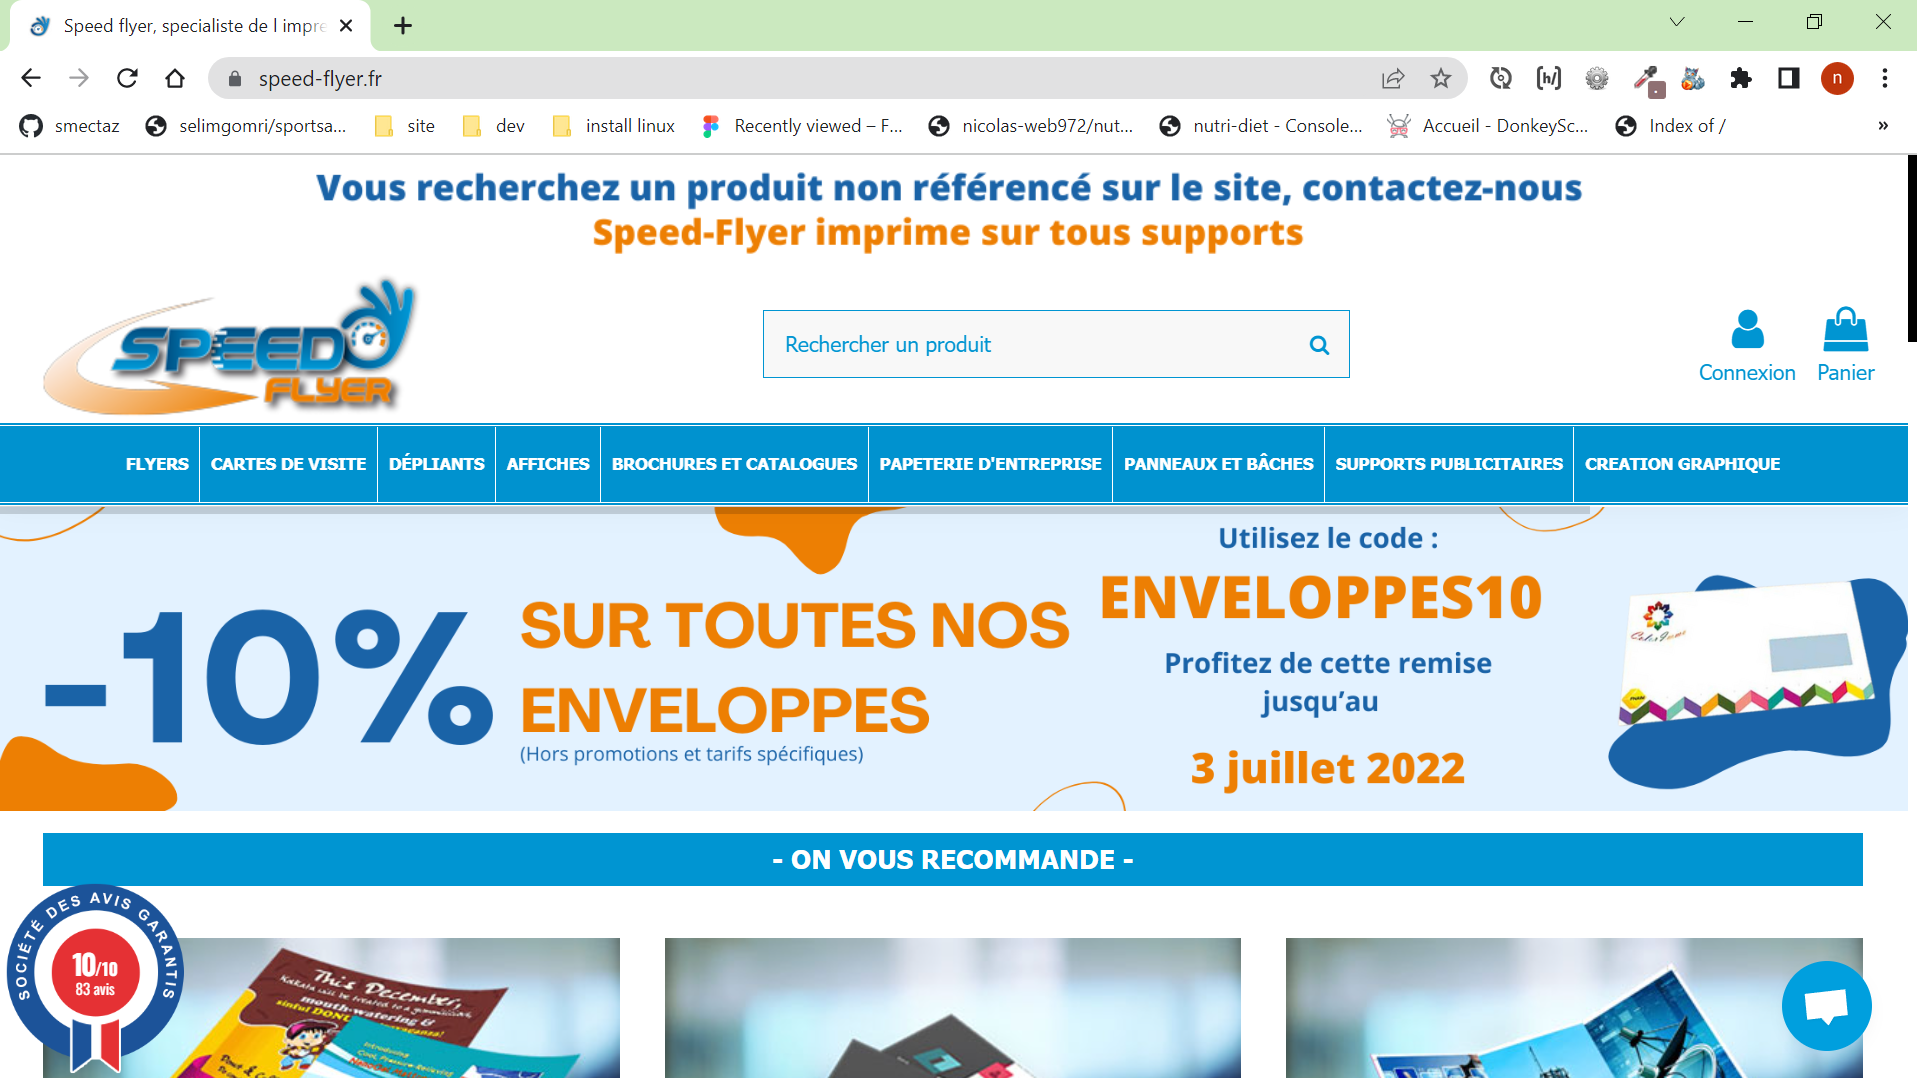 Speed flyer, specialiste de l impre
speed-flyer.fr
n
smectaz
selimgomri/sportsa...
site
dev
install linux
Recently viewed – F...
nicolas-web972/nut...
nutri-diet - Console...
Accueil - DonkeySc...
Index of /
»
Vous recherchez un produit non référencé sur le site, contactez-nous
Speed-Flyer imprime sur tous supports
SPEED
FLYER
Rechercher un produit
Connexion
Panier
FLYERS
CARTES DE VISITE
DÉPLIANTS
AFFICHES
BROCHURES ET CATALOGUES
PAPETERIE D'ENTREPRISE
PANNEAUX ET BÂCHES
SUPPORTS PUBLICITAIRES
CREATION GRAPHIQUE
-10%
SUR TOUTES NOS
ENVELOPPES
(Hors promotions et tarifs spécifiques)
Utilisez le code :
ENVELOPPES10
Profitez de cette remise
jusqu’au
3 juillet 2022
- ON VOUS RECOMMANDE -
SOCIÉTÉ DES AVIS GARANTIS
10/10
83 avis
This December,
mouth-watering &
sinful DONU
Introducing